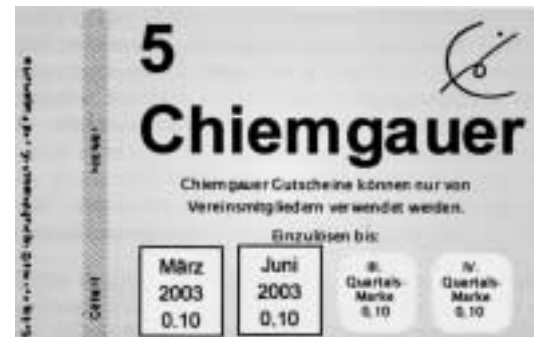 5
Chiemgauer
Chiemgauer Gutscheine können nur von
Vereinsmitgliedern verwendet werden.
Einzulösen bis:
März
2003
0.10
Juni
2003
0.10
III.
Quartals-
Marke
0,10
IV.
Quartals-
Marke
0,10